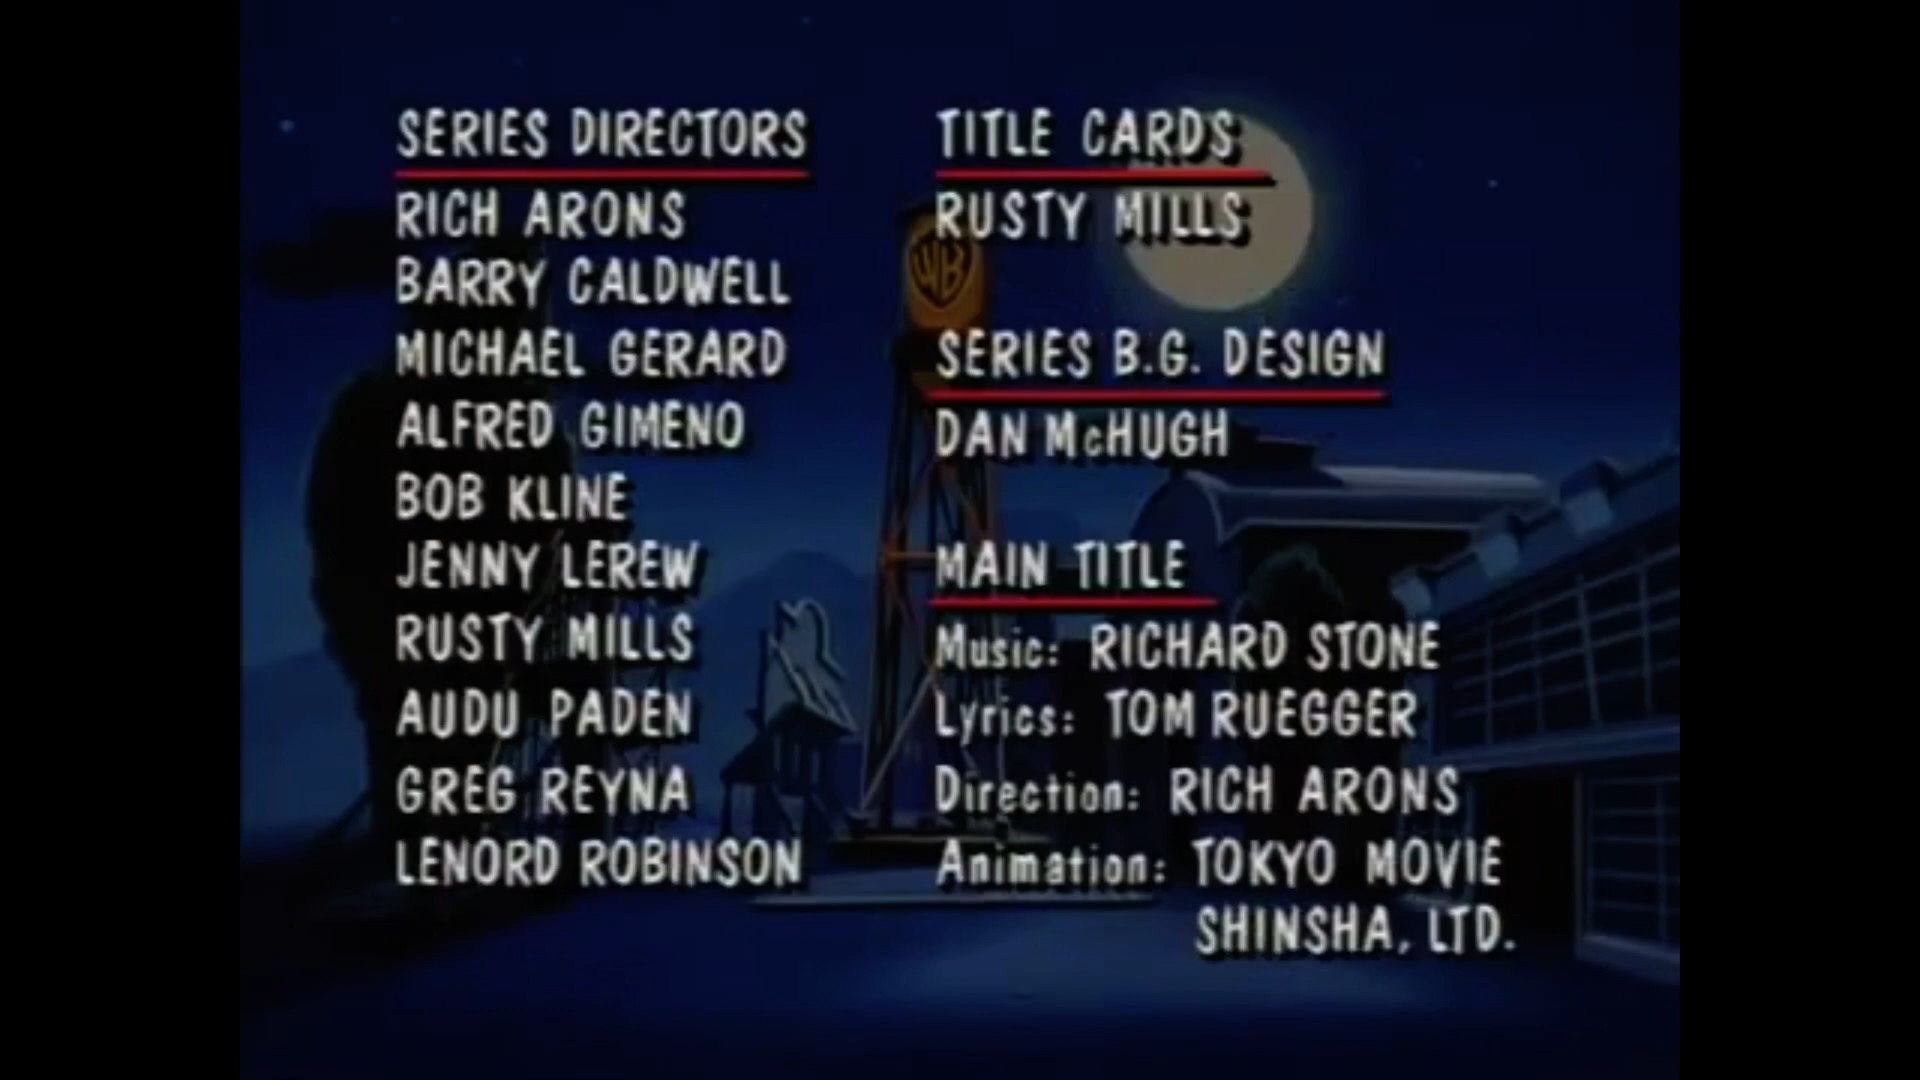 SERIES DIRECTORS
RICH ARONS
BARRY CALDWELL
MICHAEL GERARD
ALFRED GIMENO
BOB KLINE
JENNY LEREW
RUSTY MILLS
AUDU PADEN
GREG REYNA
LENORD ROBINSON
TITLE CARDS
RUSTY MILLS
WB
SERIES B.G. DESIGN
DAN McHUGH
MAIN TITLE
Music: RICHARD STONE
Lyrics: TOM RUEGGER
Direction: RICH ARONS
Animation: TOKYO MOVIE
SHINSHA, LTD.